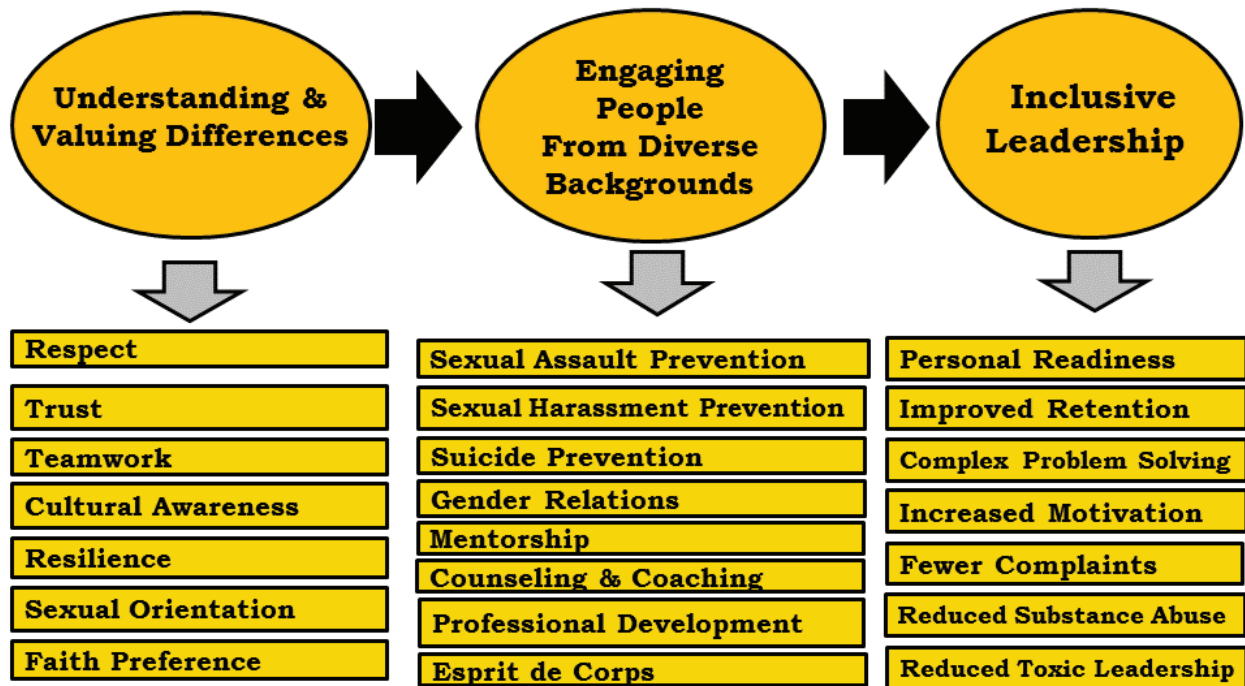 Understanding &
Valuing Differences
Engaging
People
From Diverse
Backgrounds
Inclusive
Leadership
Respect
Trust
Teamwork
Cultural Awareness
Resilience
Sexual Orientation
Faith Preference
Sexual Assault Prevention
Sexual Harassment Prevention
Suicide Prevention
Gender Relations
Mentorship
Counseling & Coaching
Professional Development
Esprit de Corps
Personal Readiness
Improved Retention
Complex Problem Solving
Increased Motivation
Fewer Complaints
Reduced Substance Abuse
Reduced Toxic Leadership